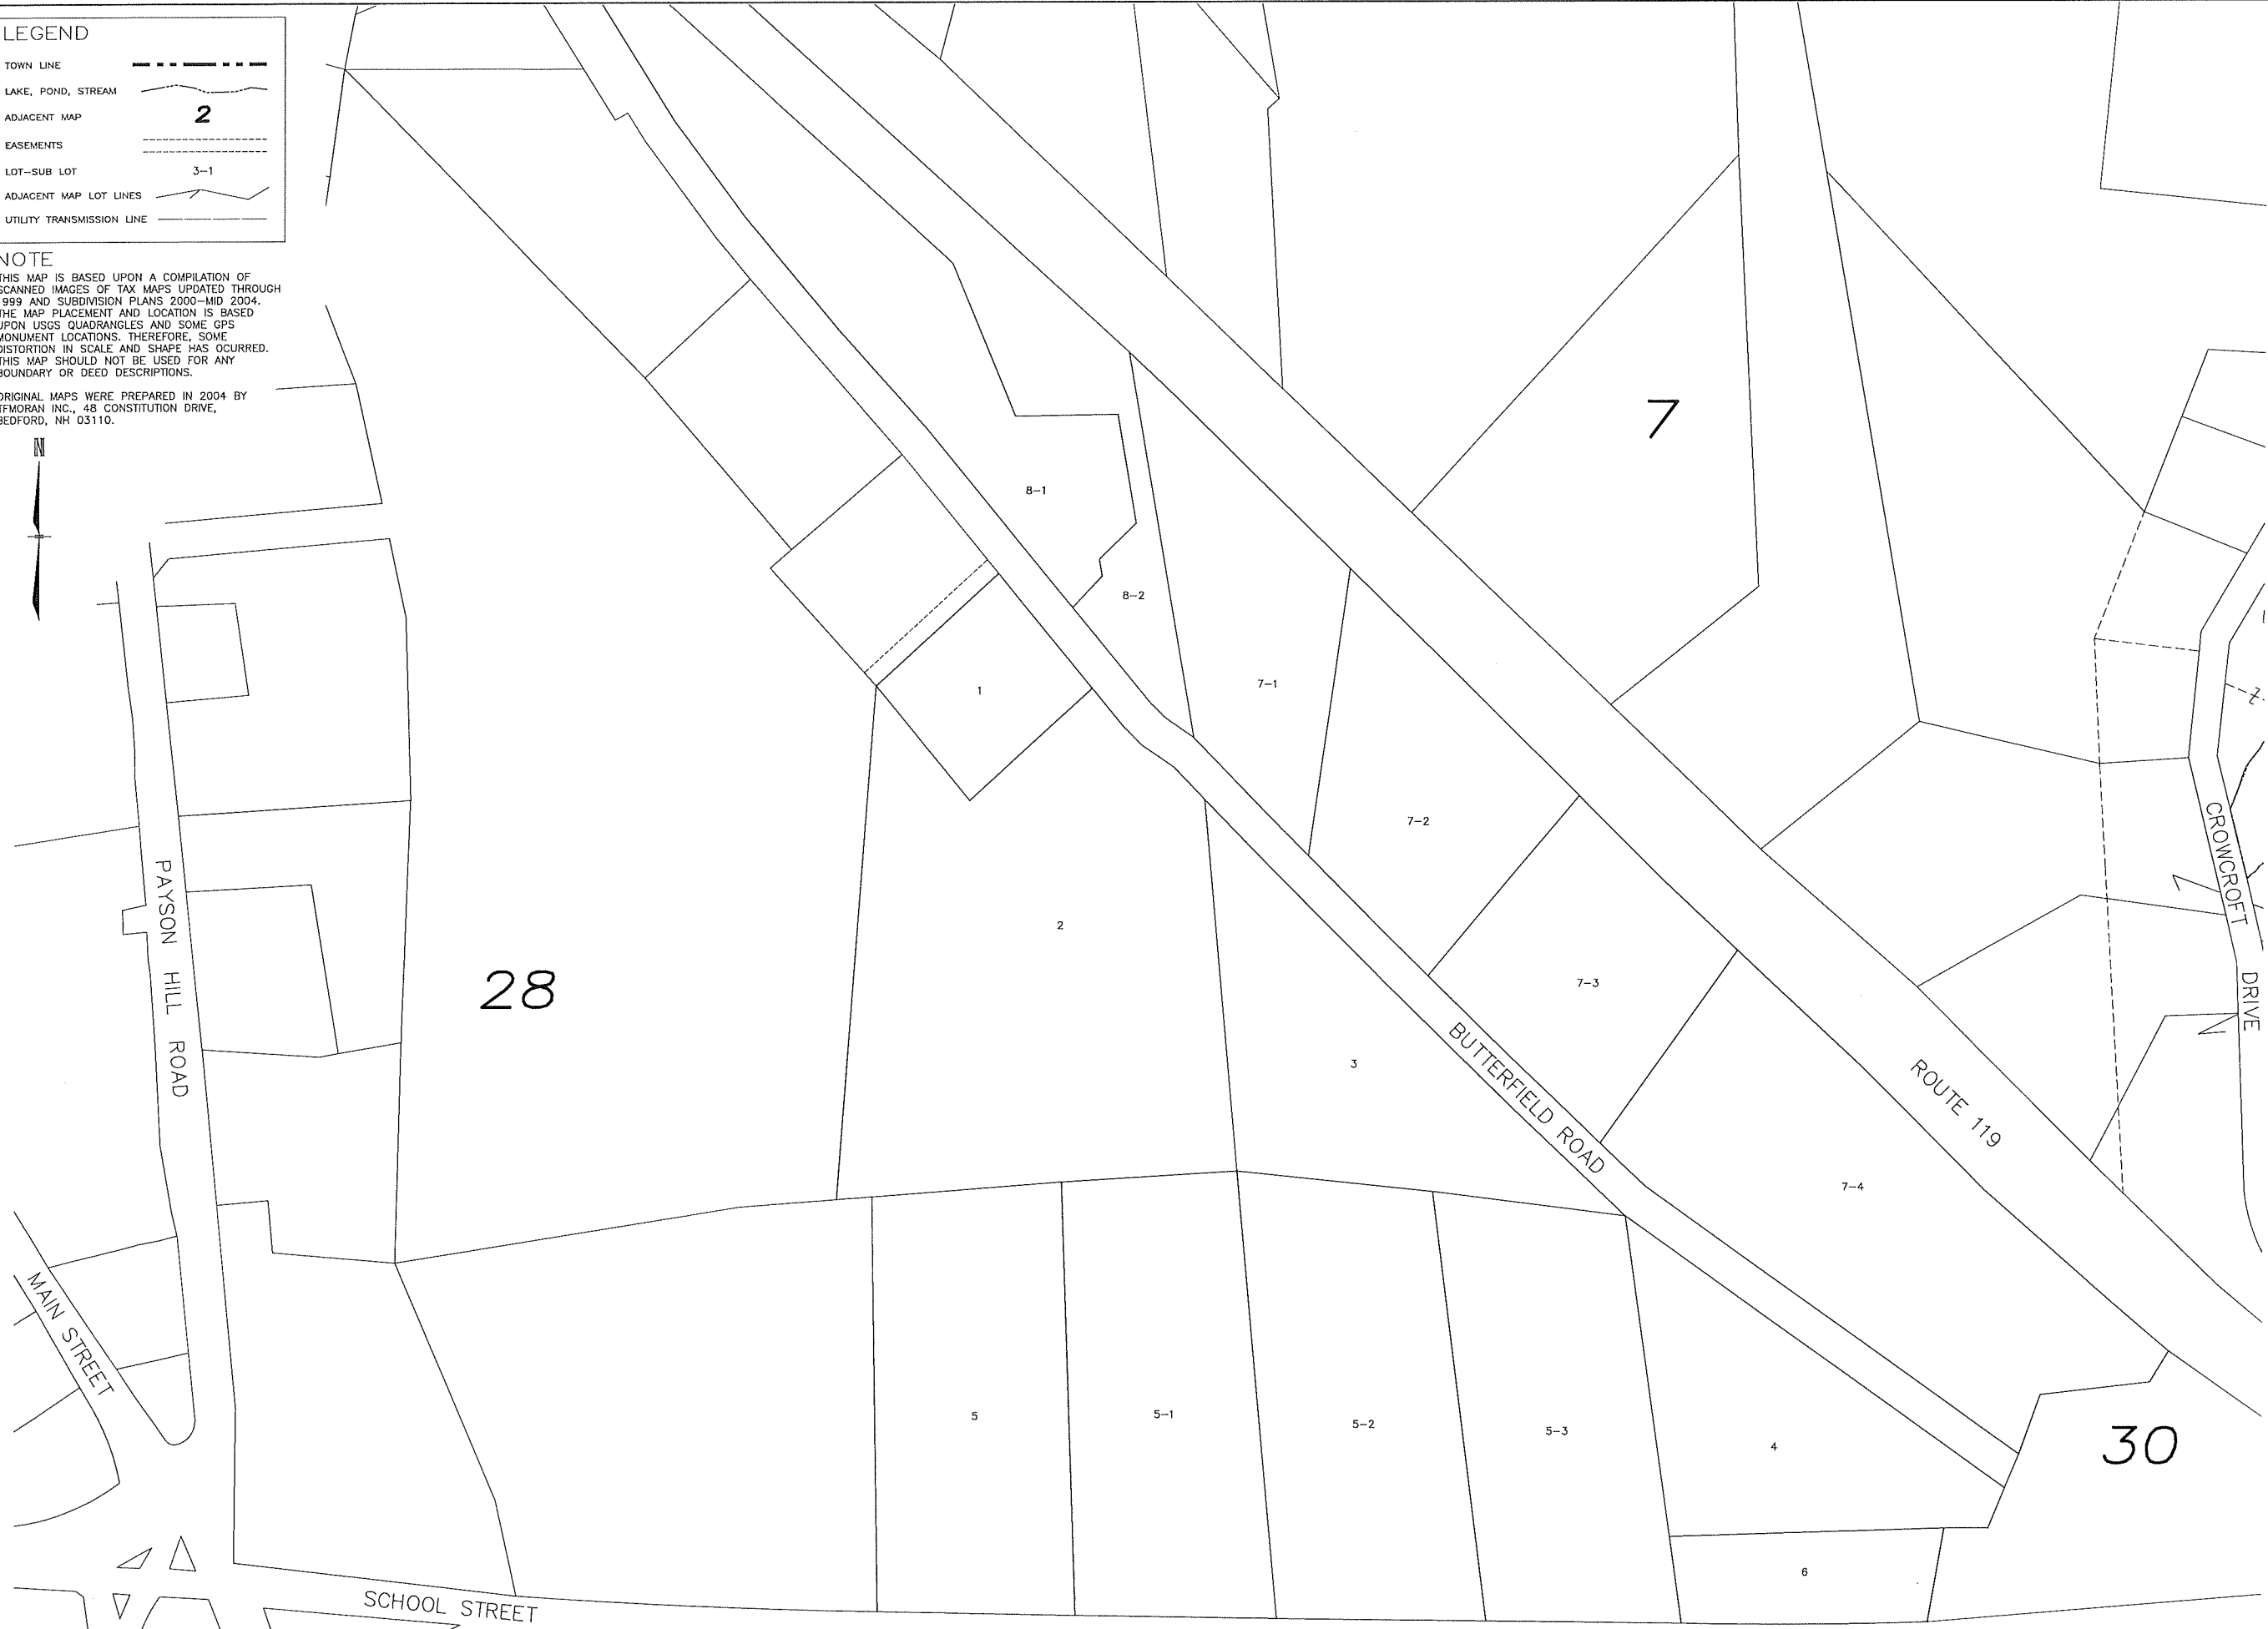 LEGEND
TOWN LINE
LAKE, POND, STREAM
ADJACENT MAP 2
EASEMENTS
LOT-SUB LOT 3-1
ADJACENT MAP LOT LINES
UTILITY TRANSMISSION LINE
NOTE
THIS MAP IS BASED UPON A COMPILATION OF
SCANNED IMAGES OF TAX MAPS UPDATED THROUGH
1999 AND SUBDIVISION PLANS 2000-MID 2004.
THE MAP PLACEMENT AND LOCATION IS BASED
UPON USGS QUADRANGLES AND SOME GPS
MONUMENT LOCATIONS. THEREFORE, SOME
DISTORTION IN SCALE AND SHAPE HAS OCURRED.
THIS MAP SHOULD NOT BE USED FOR ANY
BOUNDARY OR DEED DESCRIPTIONS.
ORIGINAL MAPS WERE PREPARED IN 2004 BY
TFMORAN INC., 48 CONSTITUTION DRIVE,
BEDFORD, NH 03110.
N
7
8-1
8-2
7-1
1
7-2
CROWCROFT DRIVE
2
PAYSON HILL ROAD
28
7-3
3
BUTTERFIELD ROAD
ROUTE 119
7-4
MAIN STREET
5
5-1
5-2
5-3
4
30
6
SCHOOL STREET